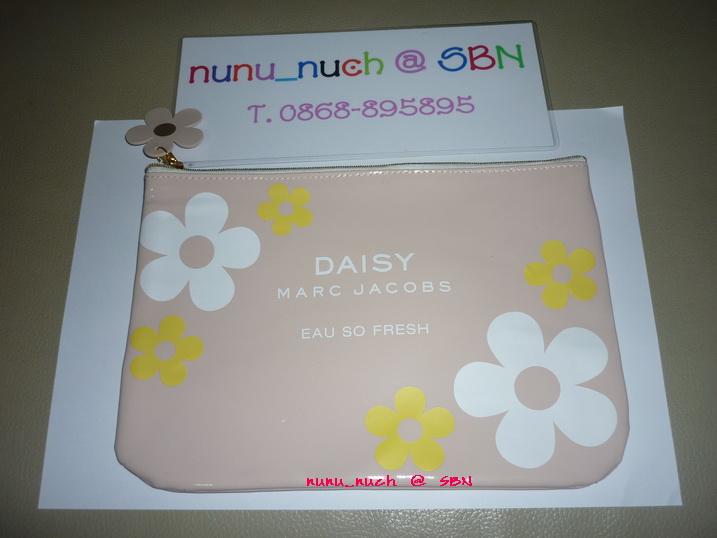 nunu_nuch @ SBN
T. 0868-895895
DAISY
MARC JACOBS
EAU SO FRESH
nunu_nuch @ SBN